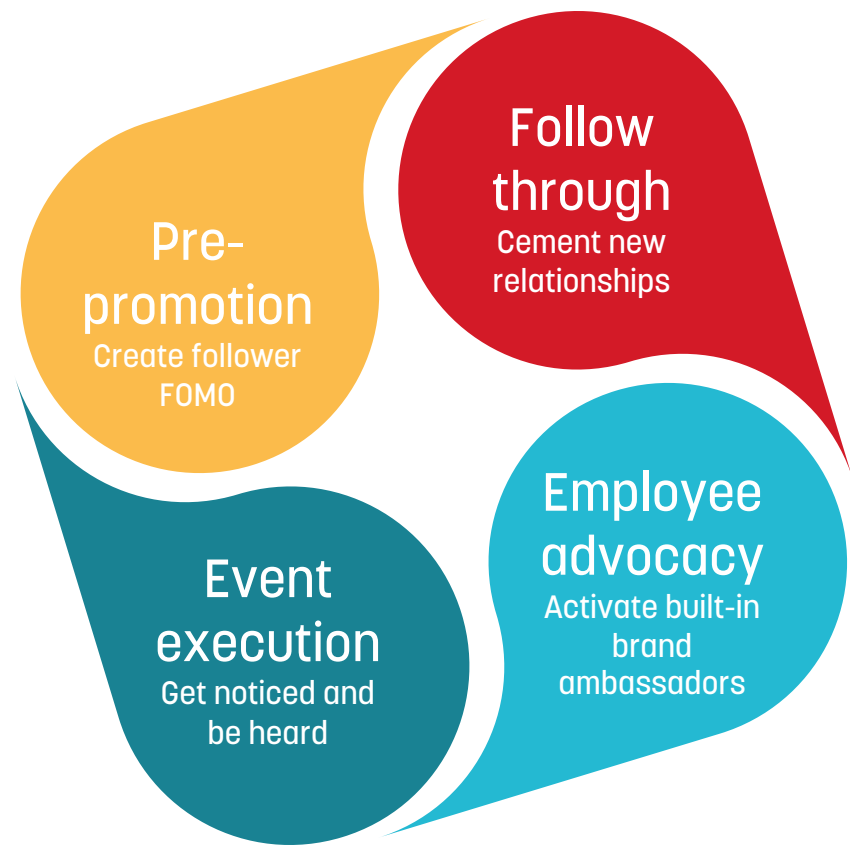 Follow
through
Cement new
relationships
Pre-
promotion
Create follower
FOMO
Employee
advocacy
Activate built-in
brand
ambassadors
Event
execution
Get noticed and
be heard